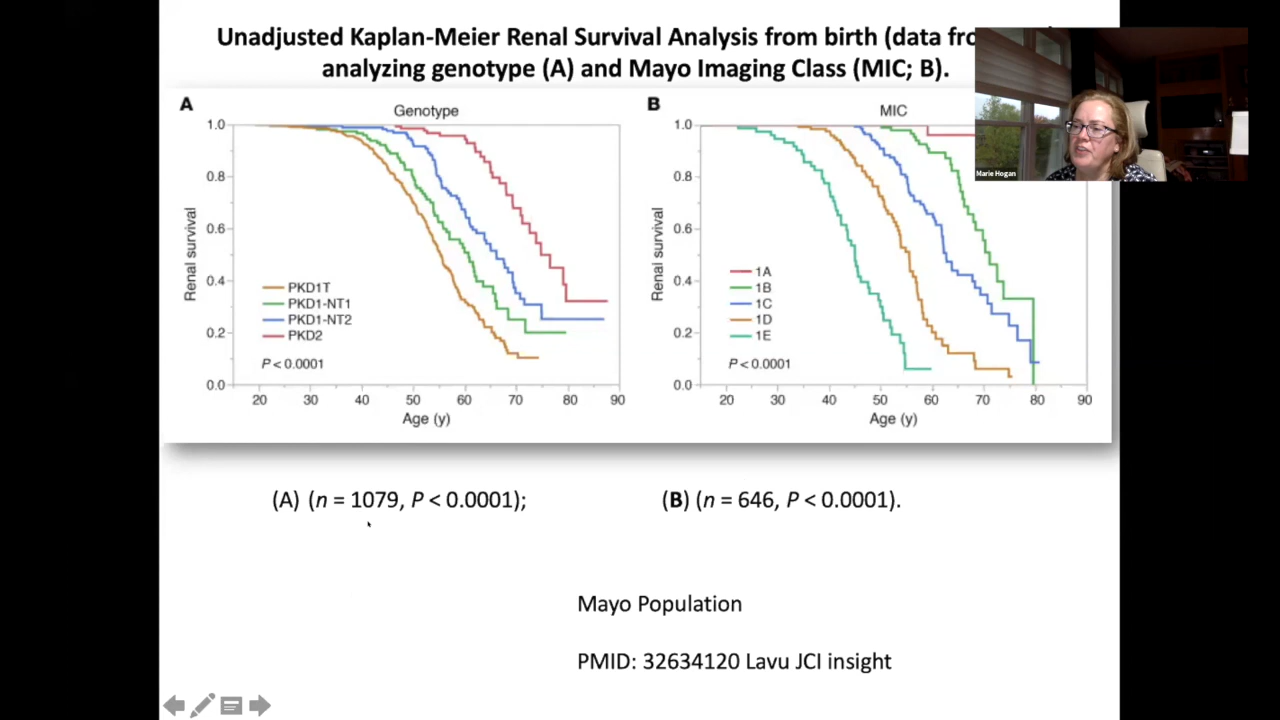 Unadjusted Kaplan-Meier Renal Survival Analysis from birth (data
analyzing genotype (A) and Mayo Imaging Class (MIC; B).
A
Genotype
1.0
0.8
0.6
0.4
0.2
0.0
Renal survival
PKD1T
PKD1-NT1
PKD1-NT2
PKD2
P < 0.0001
20 30 40 50 60 70 80 90
Age (y)
B
MIC
1.0
0.8
0.6
0.4
0.2
0.0
Renal survival
1A
1B
1C
1D
1E
P < 0.0001
20 30 40 50 60 70 80 90
Age (y)
Marie Hogan
(A) (n = 1079, P < 0.0001);
(B) (n = 646, P < 0.0001).
Mayo Population
PMID: 32634120 Lavu JCI insight